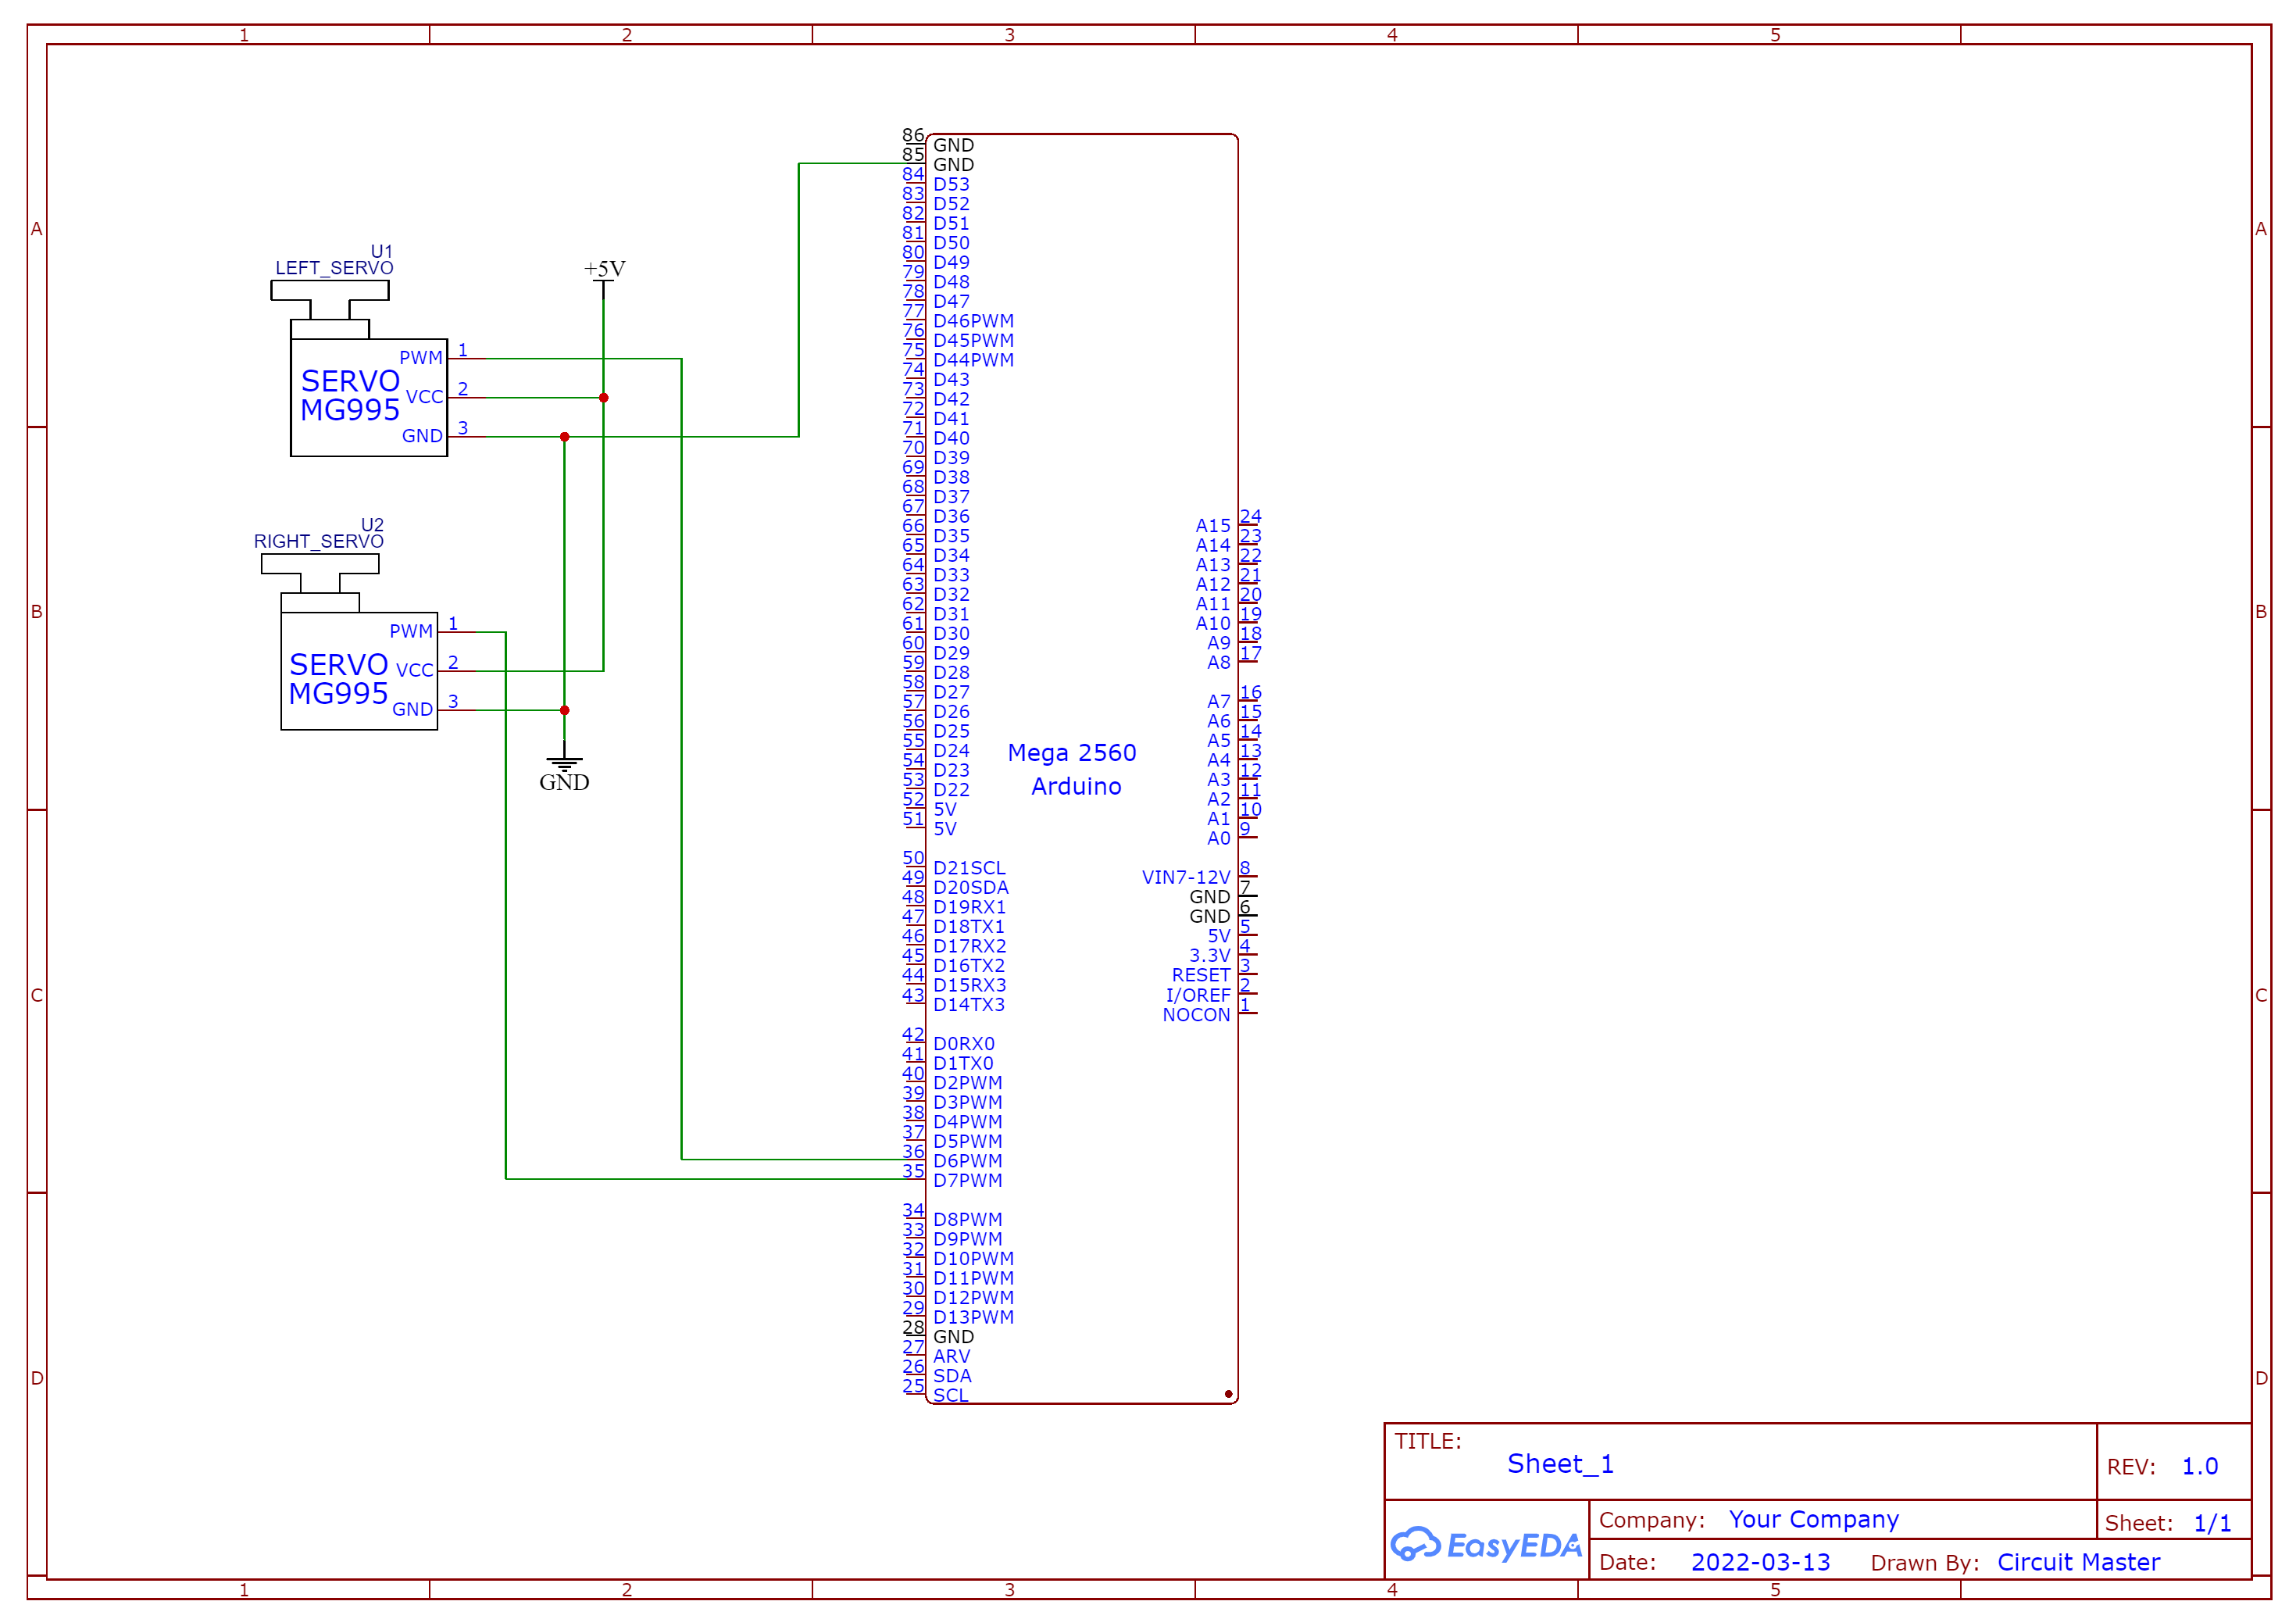 1 2 3 4 5
A A
B B
C C
D D
U1
LEFT_SERVO
SERVO
MG995
PWM 1
VCC 2
GND 3
+5V
U2
RIGHT_SERVO
SERVO
MG995
PWM 1
VCC 2
GND 3
GND
86 GND
85 GND
84 D53
83 D52
82 D51
81 D50
80 D49
79 D48
78 D47
77 D46PWM
76 D45PWM
75 D44PWM
74 D43
73 D42
72 D41
71 D40
70 D39
69 D38
68 D37
67 D36
66 D35
65 D34
64 D33
63 D32
62 D31
61 D30
60 D29
59 D28
58 D27
57 D26
56 D25
55 D24
54 D23
53 D22
52 5V
51 5V
50 D21SCL
49 D20SDA
48 D19RX1
47 D18TX1
46 D17RX2
45 D16TX2
44 D15RX3
43 D14TX3
42 D0RX0
41 D1TX0
40 D2PWM
39 D3PWM
38 D4PWM
37 D5PWM
36 D6PWM
35 D7PWM
34 D8PWM
33 D9PWM
32 D10PWM
31 D11PWM
30 D12PWM
29 D13PWM
28 GND
27 ARV
26 SDA
25 SCL
Mega 2560
Arduino
A15 24
A14 23
A13 22
A12 21
A11 20
A10 19
A9 18
A8 17
A7 16
A6 15
A5 14
A4 13
A3 12
A2 11
A1 10
A0 9
VIN7-12V 8
GND 7
GND 6
5V 5
3.3V 4
RESET 3
I/OREF 2
NOCON 1
TITLE:
Sheet_1
REV: 1.0
EasyEDA
Company: Your Company
Sheet: 1/1
Date: 2022-03-13 Drawn By: Circuit Master
1 2 3 4 5